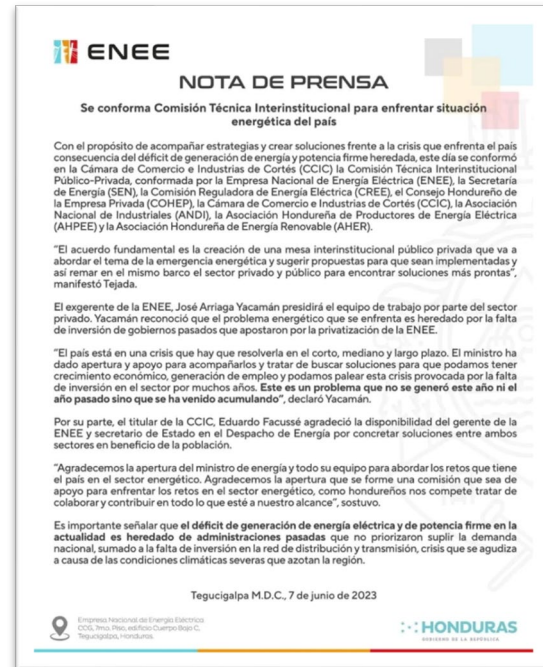 ENEE
NOTA DE PRENSA
Se conforma Comisión Técnica Interinstitucional para enfrentar situación
energética del país
Con el propósito de acompañar estrategias y crear soluciones frente a la crisis que enfrenta el país
consecuencia del déficit de generación de energía y potencia firme heredada, este día se conformó
en la Cámara de Comercio e Industrias de Cortés (CCIC) la Comisión Técnica Interinstitucional
Público-Privada, conformada por la Empresa Nacional de Energía Eléctrica (ENEE), la Secretaría
de Energía (SEN), la Comisión Reguladora de Energía Eléctrica (CREE), el Consejo Hondureño de
la Empresa Privada (COHEP), la Cámara de Comercio e Industrias de Cortés (CCIC), la Asociación
Nacional de Industriales (ANDI), la Asociación Hondureña de Productores de Energía Eléctrica
(AHPEE) y la Asociación Hondureña de Energía Renovable (AHER).
"El acuerdo fundamental es la creación de una mesa interinstitucional público privada que va a
abordar el tema de la emergencia energética y sugerir propuestas para que sean implementadas y
así remar en el mismo barco el sector privado y público para encontrar soluciones más prontas",
manifestó Tejada.
El exgerente de la ENEE, José Arriaga Yacamán presidirá el equipo de trabajo por parte del sector
privado. Yacamán reconoció que el problema energético que se enfrenta es heredado por la falta
de inversión de gobiernos pasados que apostaron por la privatización de la ENEE.
"El país está en una crisis que hay que resolverla en el corto, mediano y largo plazo. El ministro ha
dado apertura y apoyo para acompañarlos y tratar de buscar soluciones para que podamos tener
crecimiento económico, generación de empleo y podamos palear esta crisis provocada por la falta
de inversión en el sector por muchos años. Este es un problema que no se generó este año ni el
año pasado sino que se ha venido acumulando", declaró Yacamán.
Por su parte, el titular de la CCIC, Eduardo Facussé agradeció la disponibilidad del gerente de la
ENEE y secretario de Estado en el Despacho de Energía por concretar soluciones entre ambos
sectores en beneficio de la población.
"Agradecemos la apertura del ministro de energía y todo su equipo para abordar los retos que tiene
el país en el sector energético. Agradecemos la apertura que se forme una comisión que sea de
apoyo para enfrentar los retos en el sector energético, como hondureños nos compete tratar de
colaborar y contribuir en todo lo que esté a nuestro alcance", sostuvo.
Es importante señalar que el déficit de generación de energía eléctrica y de potencia firme en la
actualidad es heredado de administraciones pasadas que no priorizaron suplir la demanda
nacional, sumado a la falta de inversión en la red de distribución y transmisión, crisis que se agudiza
a causa de las condiciones climáticas severas que azotan la región.
Tegucigalpa M.D.C., 7 de junio de 2023
Empresa Nacional de Energía Eléctrica
CCG, 7mo. Piso, edificio Cuerpo Bajo C,
Tegucigalpa, Honduras.
HONDURAS
GOBIERNO DE LA REPÚBLICA